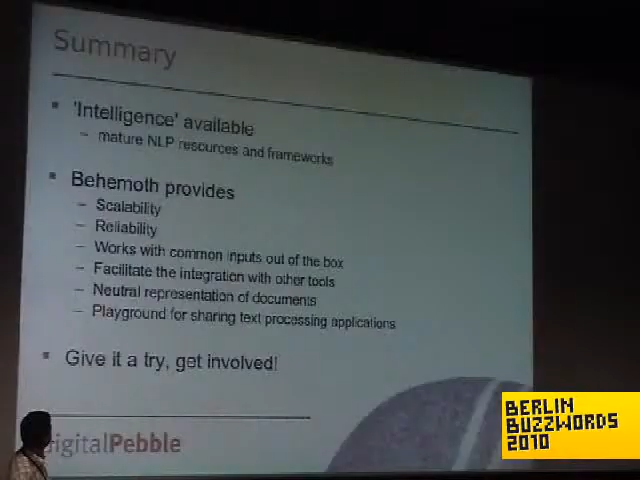 Summary
'Intelligence' available
– mature NLP resources and frameworks
Behemoth provides
– Scalability
– Reliability
– Works with common inputs out of the box
– Facilitate the integration with other tools
– Neutral representation of documents
– Playground for sharing text processing applications
Give it a try, get involved!
igitalPebble
BERLIN
BUZZWORDS
2010